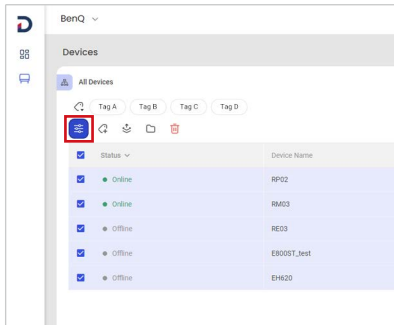 BenQ
Devices
All Devices
Tag A Tag B Tag C Tag D
Status Device Name
Online RP02
Online RM03
Offline RE03
Offline E800ST_test
Offline EH620